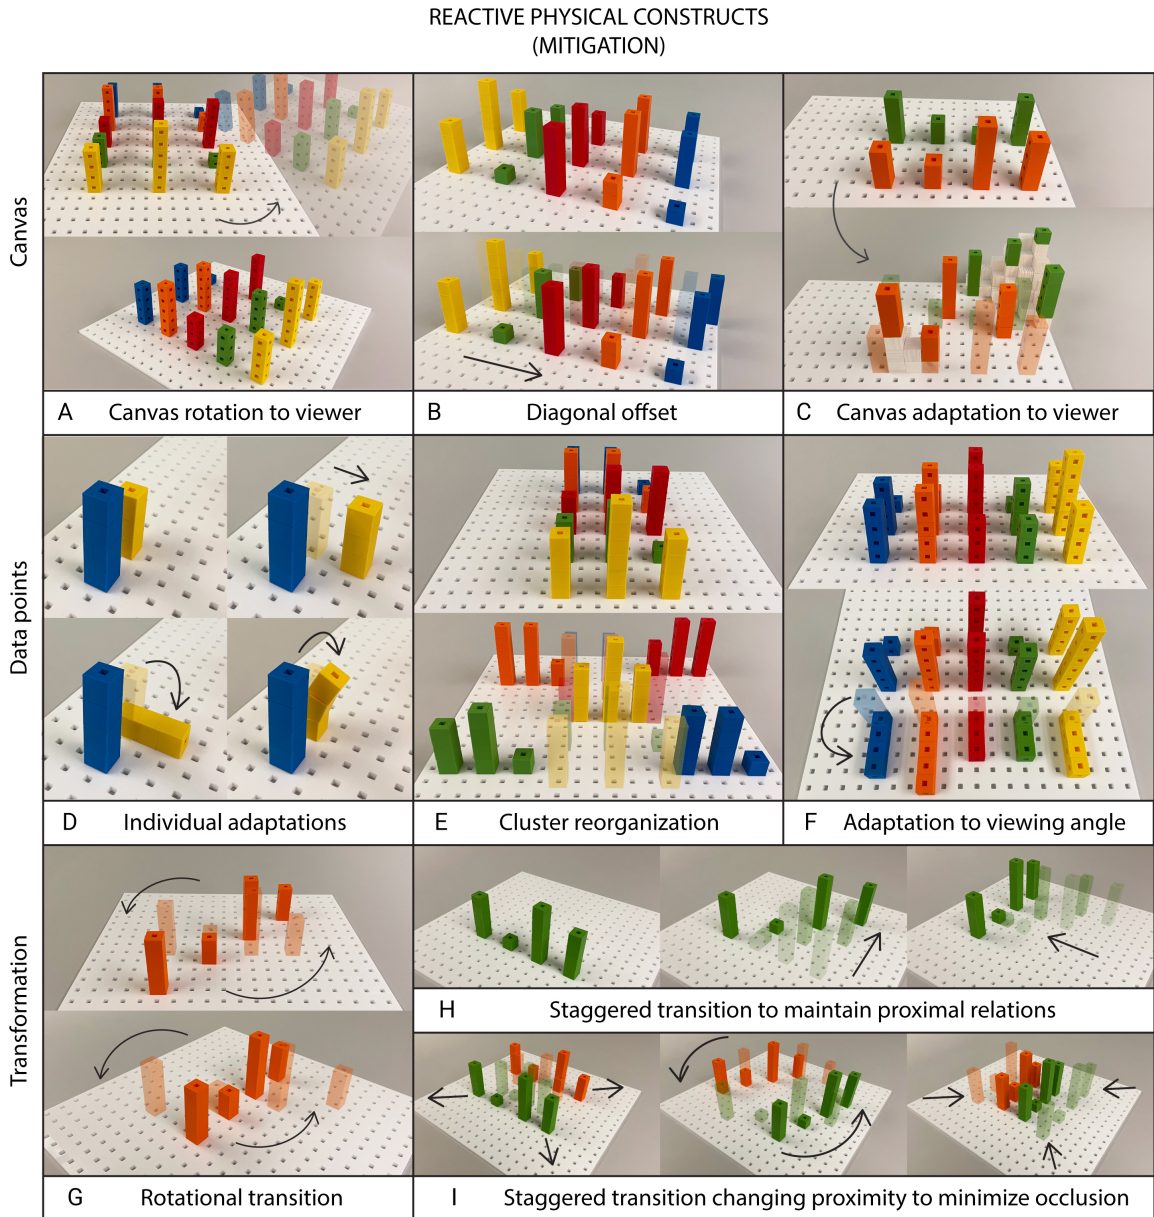 REACTIVE PHYSICAL CONSTRUCTS
(MITIGATION)
Canvas
A Canvas rotation to viewer
B Diagonal offset
C Canvas adaptation to viewer
Data points
D Individual adaptations
E Cluster reorganization
F Adaptation to viewing angle
Transformation
H Staggered transition to maintain proximal relations
G Rotational transition
I Staggered transition changing proximity to minimize occlusion